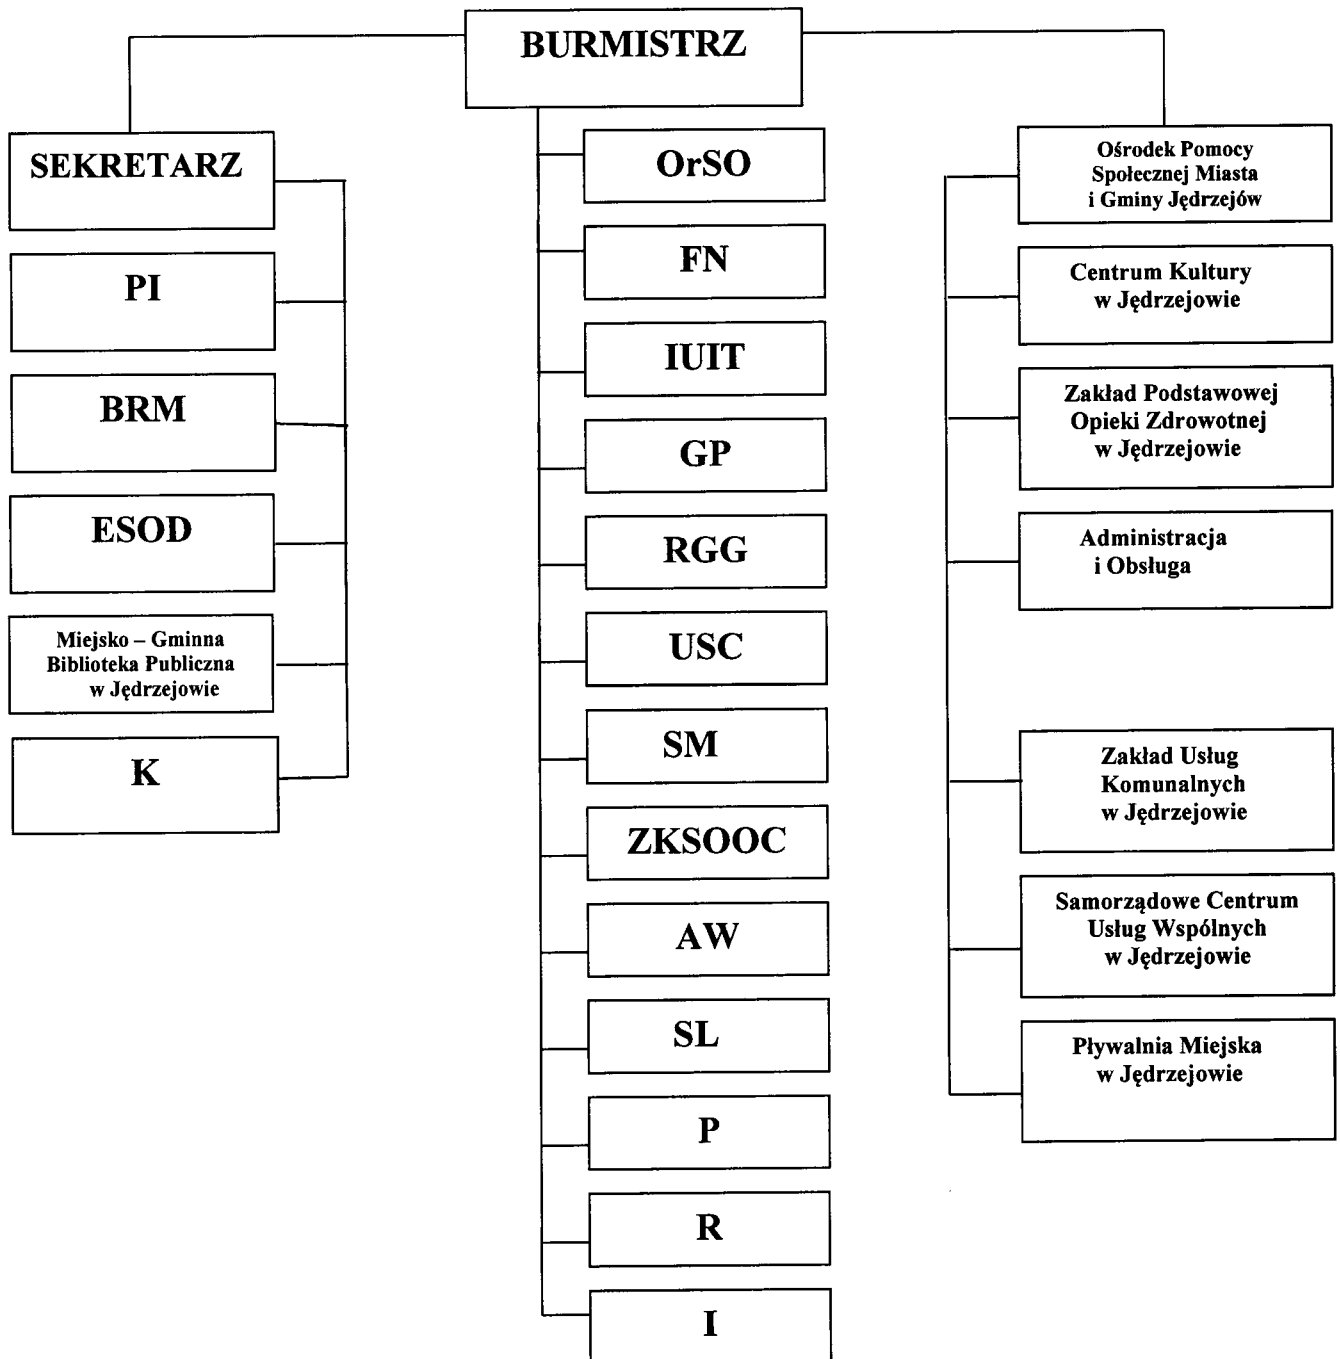 BURMISTRZ
SEKRETARZ
PI
BRM
ESOD
Miejsko – Gminna
Biblioteka Publiczna
w Jędrzejowie
K
OrSO
FN
IUIT
GP
RGG
USC
SM
ZKSOOC
AW
SL
P
R
I
Ośrodek Pomocy
Społecznej Miasta
i Gminy Jędrzejów
Centrum Kultury
w Jędrzejowie
Zakład Podstawowej
Opieki Zdrowotnej
w Jędrzejowie
Administracja
i Obsługa
Zakład Usług
Komunalnych
w Jędrzejowie
Samorządowe Centrum
Usług Wspólnych
w Jędrzejowie
Pływalnia Miejska
w Jędrzejowie